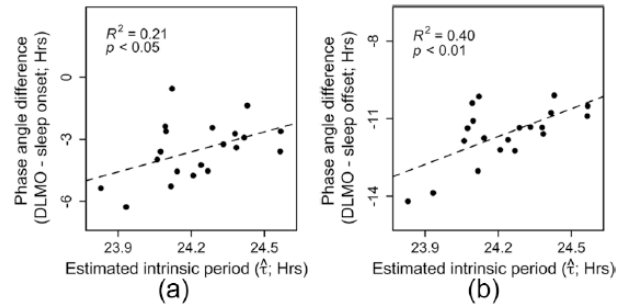 R² = 0.21
p < 0.05
Phase angle difference
(DLMO - sleep onset; Hrs)
0
-3
-6
23.9 24.2 24.5
Estimated intrinsic period (τ̂; Hrs)
(a)
R² = 0.40
p < 0.01
Phase angle difference
(DLMO - sleep offset; Hrs)
-8
-11
-14
23.9 24.2 24.5
Estimated intrinsic period (τ̂; Hrs)
(b)